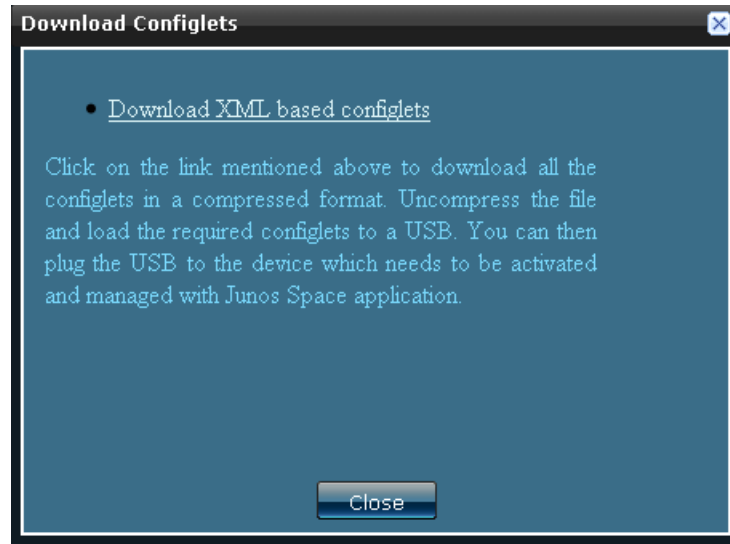 Download Configlets
Download XML based configlets
Click on the link mentioned above to download all the
configlets in a compressed format. Uncompress the file
and load the required configlets to a USB. You can then
plug the USB to the device which needs to be activated
and managed with Junos Space application.
Close